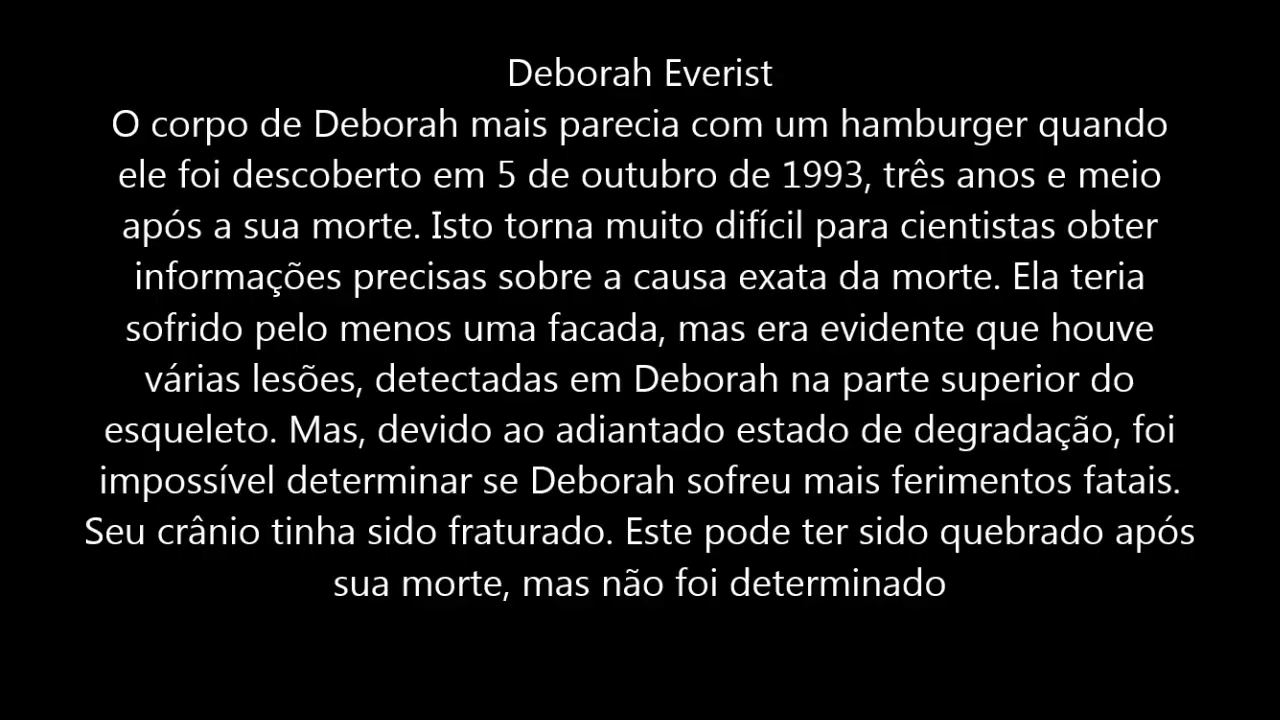 Deborah Everist
O corpo de Deborah mais parecia com um hamburger quando
ele foi descoberto em 5 de outubro de 1993, três anos e meio
após a sua morte. Isto torna muito difícil para cientistas obter
informações precisas sobre a causa exata da morte. Ela teria
sofrido pelo menos uma facada, mas era evidente que houve
várias lesões, detectadas em Deborah na parte superior do
esqueleto. Mas, devido ao adiantado estado de degradação, foi
impossível determinar se Deborah sofreu mais ferimentos fatais.
Seu crânio tinha sido fraturado. Este pode ter sido quebrado após
sua morte, mas não foi determinado